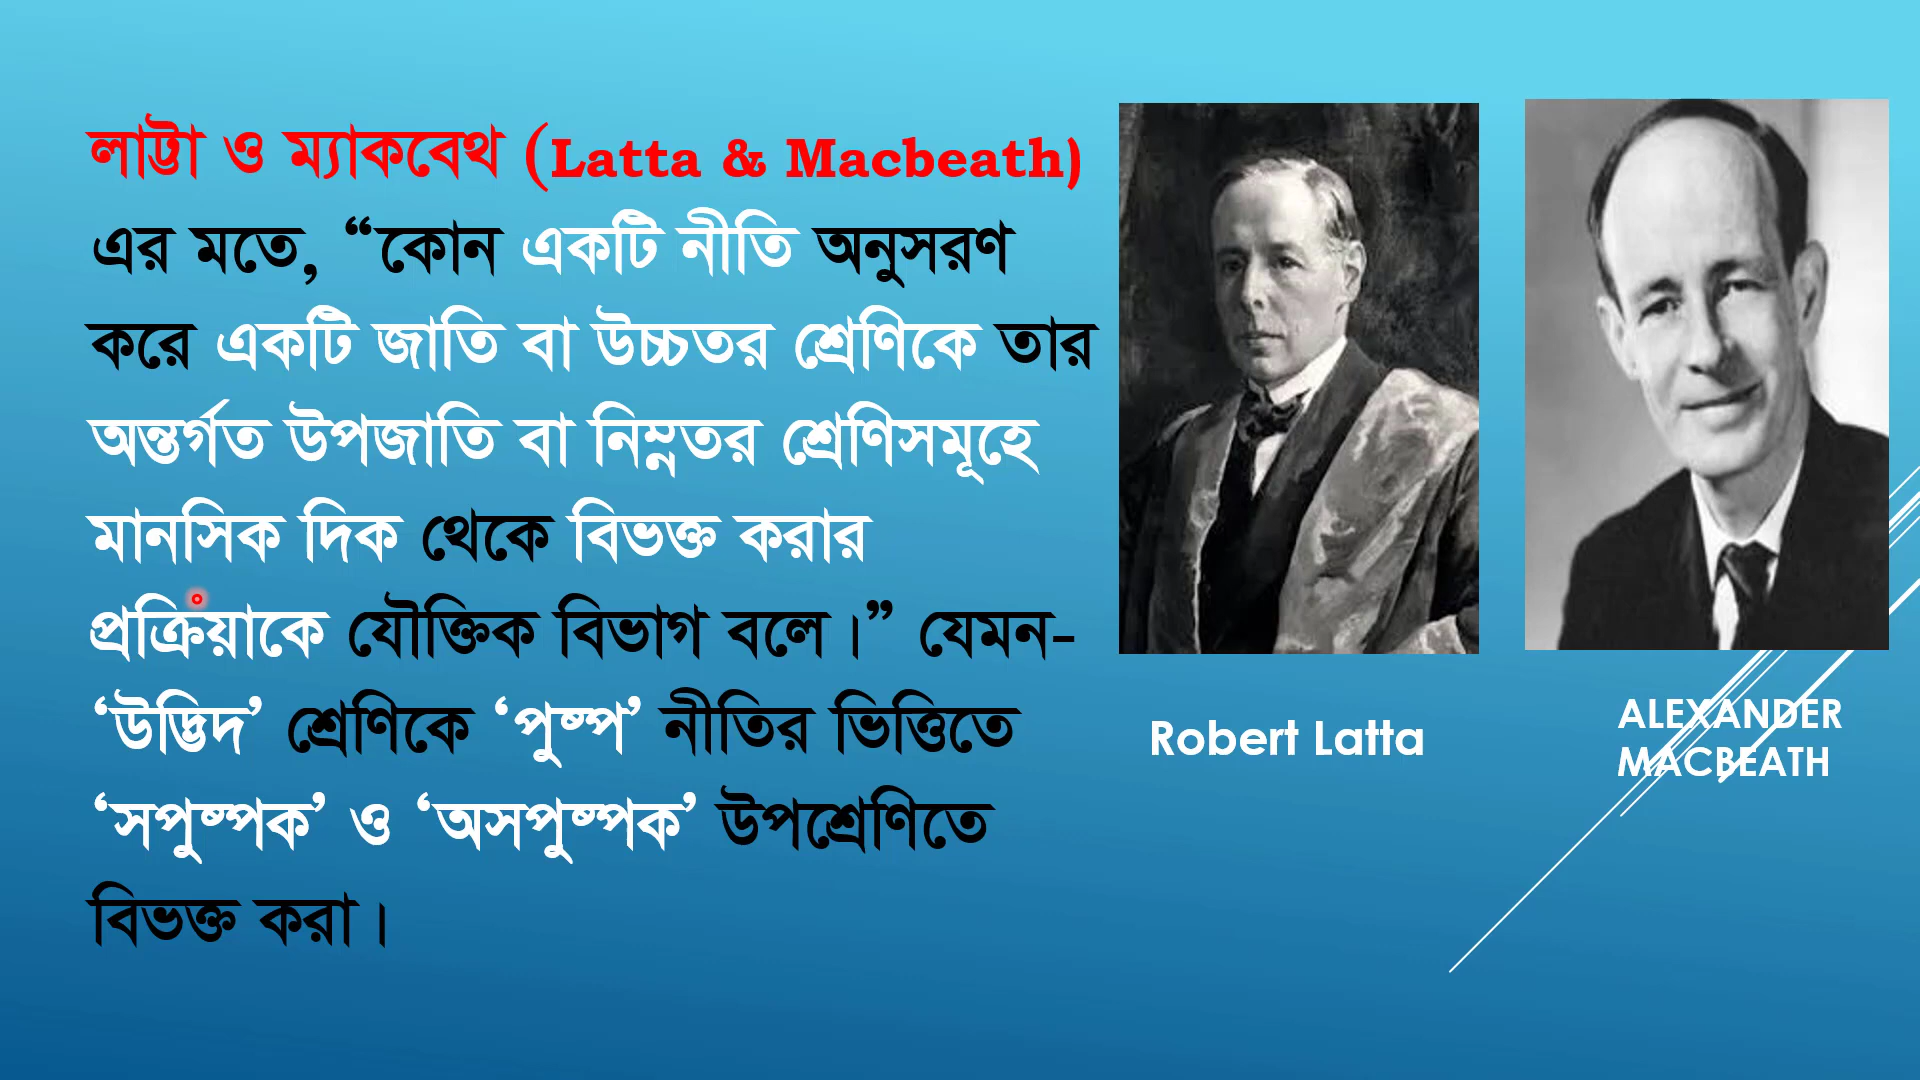 লাট্টা ও ম্যাকবেথ (Latta & Macbeath)
এর মতে, “কোন একটি নীতি অনুসরণ
করে একটি জাতি বা উচ্চতর শ্রেণিকে তার
অন্তর্গত উপজাতি বা নিম্নতর শ্রেণিসমূহে
মানসিক দিক থেকে বিভক্ত করার
প্রক্রিয়াকে যৌক্তিক বিভাগ বলে।” যেমন-
‘উদ্ভিদ’ শ্রেণিকে ‘পুষ্প’ নীতির ভিত্তিতে
‘সপুষ্পক’ ও ‘অসপুষ্পক’ উপশ্রেণিতে
বিভক্ত করা।
Robert Latta
ALEXANDER
MACBEATH